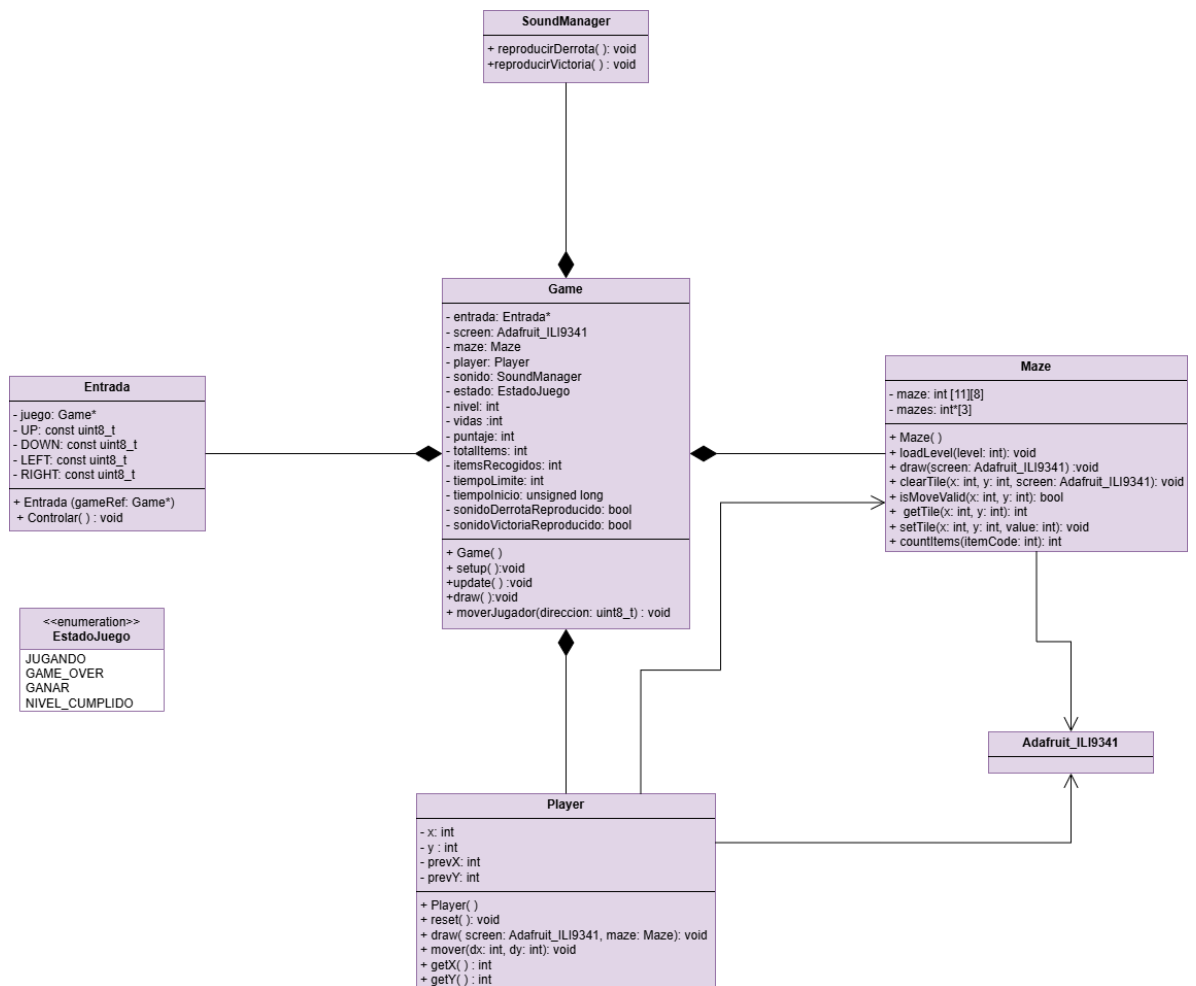 SoundManager
+ reproducirDerrota( ): void
+reproducirVictoria( ) : void
Game
- entrada: Entrada*
- screen: Adafruit_ILI9341
- maze: Maze
- player: Player
- sonido: SoundManager
- estado: EstadoJuego
- nivel: int
- vidas :int
- puntaje: int
- totalItems: int
- itemsRecogidos: int
- tiempoLimite: int
- tiempoInicio: unsigned long
- sonidoDerrotaReproducido: bool
- sonidoVictoriaReproducido: bool
+ Game( )
+ setup( ):void
+update( ) :void
+draw( ):void
+ moverJugador(direccion: uint8_t) : void
Entrada
- juego: Game*
- UP: const uint8_t
- DOWN: const uint8_t
- LEFT: const uint8_t
- RIGHT: const uint8_t
+ Entrada (gameRef: Game*)
+ Controlar( ) : void
Maze
- maze: int [11][8]
- mazes: int*[3]
+ Maze( )
+ loadLevel(level: int): void
+ draw(screen: Adafruit_ILI9341) :void
+ clearTile(x: int, y: int, screen: Adafruit_ILI9341): void
+ isMoveValid(x: int, y: int): bool
+ getTile(x: int, y: int): int
+ setTile(x: int, y: int, value: int): void
+ countItems(itemCode: int): int
<<enumeration>>
EstadoJuego
JUGANDO
GAME_OVER
GANAR
NIVEL_CUMPLIDO
Adafruit_ILI9341
Player
- x: int
- y : int
- prevX: int
- prevY: int
+ Player( )
+ reset( ): void
+ draw( screen: Adafruit_ILI9341, maze: Maze): void
+ mover(dx: int, dy: int): void
+ getX( ) : int
+ getY( ) : int